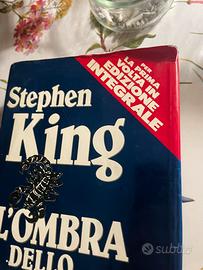 PER
LA PRIMA
VOLTA IN
EDIZIONE
INTEGRALE
Stephen
King
L'OMBRA
DELLO
Subito